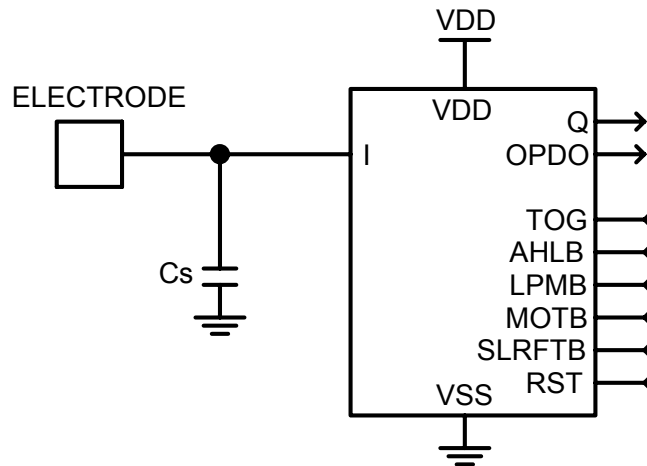 VDD
ELECTRODE
VDD
Q
I
OPDO
TOG
AHLB
LPMB
Cs
MOTB
SLRFTB
RST
VSS